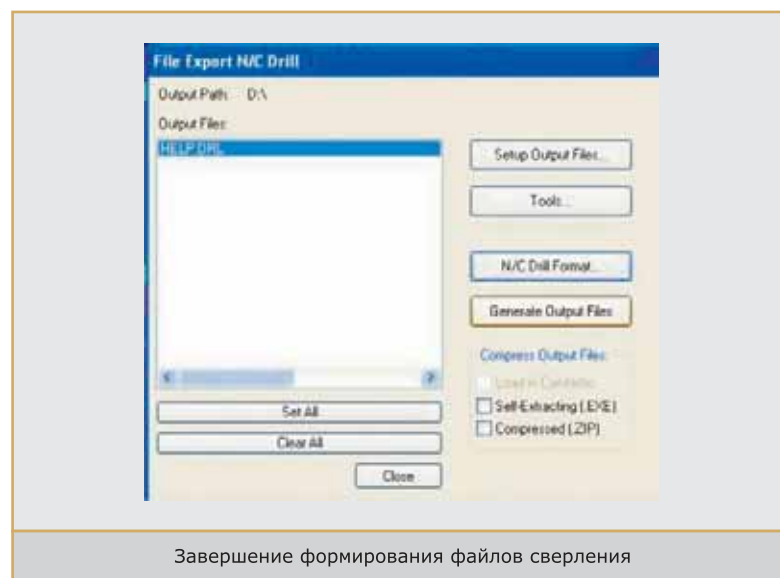 File Export N/C Drill
Output Path: D:\
Output Files:
HELP.DRL
Setup Output Files...
Tools...
N/C Drill Format...
Generate Output Files
Compress Output Files:
Self-Extracting (.EXE)
Compressed (.ZIP)
Set All
Clear All
Close
Завершение формирования файлов сверления